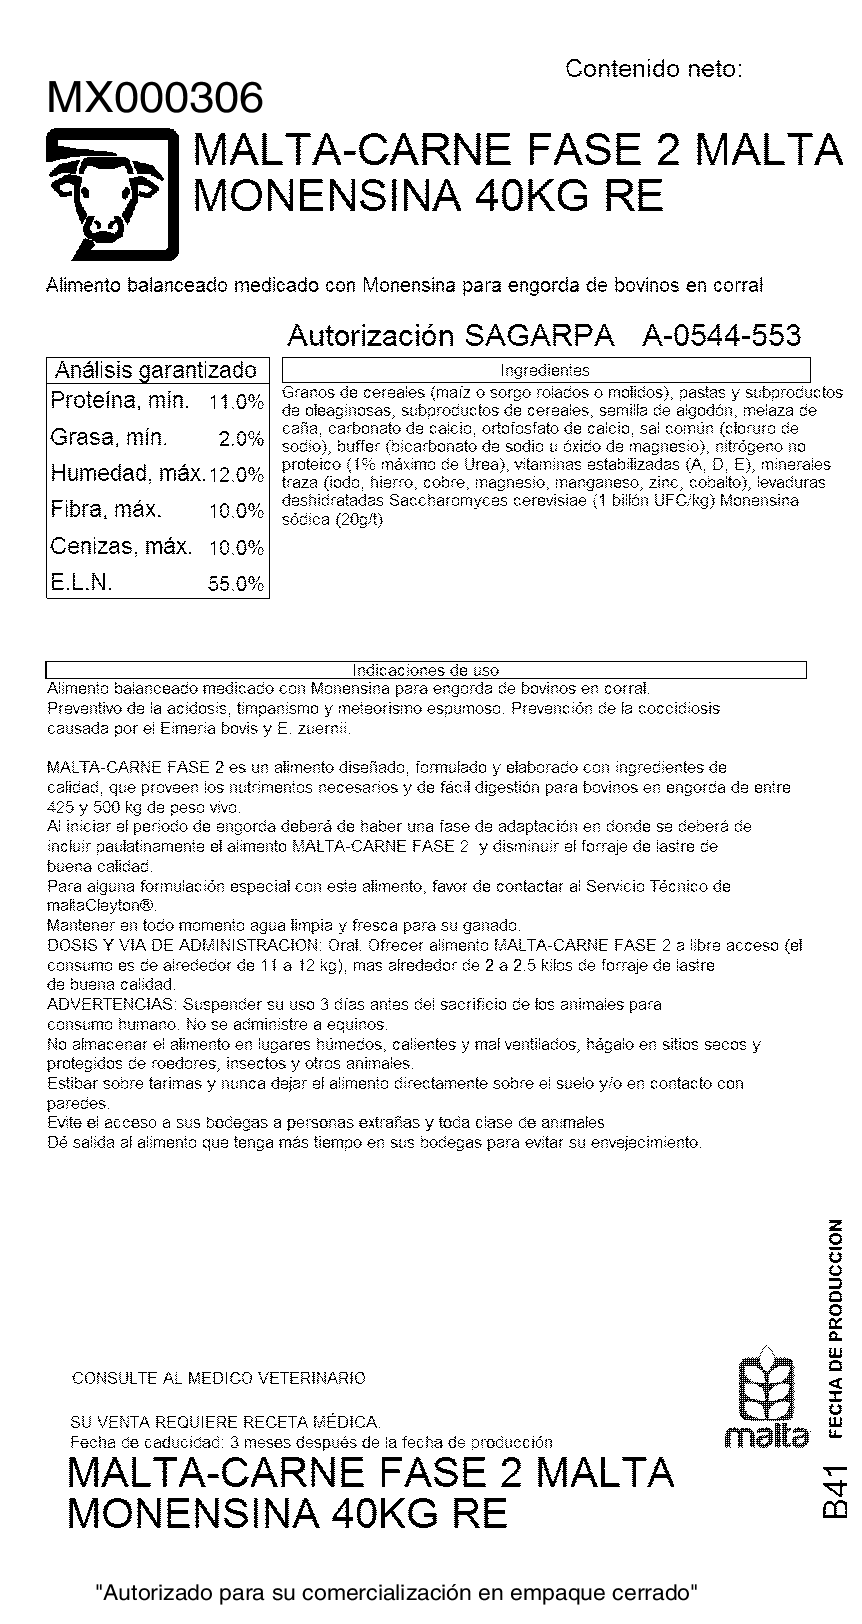 Contenido neto:
MX000306
MALTA-CARNE FASE 2 MALTA
MONENSINA 40KG RE
Alimento balanceado medicado con Monensina para engorda de bovinos en corral
Autorización SAGARPA A-0544-553
Análisis garantizado
Proteína, mín. 11.0%
Grasa, mín. 2.0%
Humedad, máx. 12.0%
Fibra, máx. 10.0%
Cenizas, máx. 10.0%
E.L.N. 55.0%
Ingredientes
Granos de cereales (maíz o sorgo rolados o molidos), pastas y subproductos
de oleaginosas, subproductos de cereales, semilla de algodón, melaza de
caña, carbonato de calcio, ortofosfato de calcio, sal común (cloruro de
sodio), buffer (bicarbonato de sodio u óxido de magnesio), nitrógeno no
proteico (1% máximo de Urea), vitaminas estabilizadas (A, D, E), minerales
traza (iodo, hierro, cobre, magnesio, manganeso, zinc, cobalto), levaduras
deshidratadas Saccharomyces cerevisiae (1 billón UFC/kg) Monensina
sódica (20g/t)
Indicaciones de uso
Alimento balanceado medicado con Monensina para engorda de bovinos en corral.
Preventivo de la acidosis, timpanismo y meteorismo espumoso. Prevención de la coccidiosis
causada por el Eimeria bovis y E. zuernii.
MALTA-CARNE FASE 2 es un alimento diseñado, formulado y elaborado con ingredientes de
calidad, que proveen los nutrimentos necesarios y de fácil digestión para bovinos en engorda de entre
425 y 500 kg de peso vivo.
Al iniciar el periodo de engorda deberá de haber una fase de adaptación en donde se deberá de
incluir paulatinamente el alimento MALTA-CARNE FASE 2 y disminuir el forraje de lastre de
buena calidad.
Para alguna formulación especial con este alimento, favor de contactar al Servicio Técnico de
maltaCleyton®.
Mantener en todo momento agua limpia y fresca para su ganado.
DOSIS Y VIA DE ADMINISTRACION: Oral. Ofrecer alimento MALTA-CARNE FASE 2 a libre acceso (el
consumo es de alrededor de 11 a 12 kg), mas alrededor de 2 a 2.5 kilos de forraje de lastre
de buena calidad.
ADVERTENCIAS: Suspender su uso 3 días antes del sacrificio de los animales para
consumo humano. No se administre a equinos.
No almacenar el alimento en lugares húmedos, calientes y mal ventilados, hágalo en sitios secos y
protegidos de roedores, insectos y otros animales.
Estibar sobre tarimas y nunca dejar el alimento directamente sobre el suelo y/o en contacto con
paredes.
Evite el acceso a sus bodegas a personas extrañas y toda clase de animales
Dé salida al alimento que tenga más tiempo en sus bodegas para evitar su envejecimiento.
FECHA DE PRODUCCION
CONSULTE AL MEDICO VETERINARIO
SU VENTA REQUIERE RECETA MÉDICA.
Fecha de caducidad: 3 meses después de la fecha de producción
malta
MALTA-CARNE FASE 2 MALTA
MONENSINA 40KG RE
B41
"Autorizado para su comercialización en empaque cerrado"